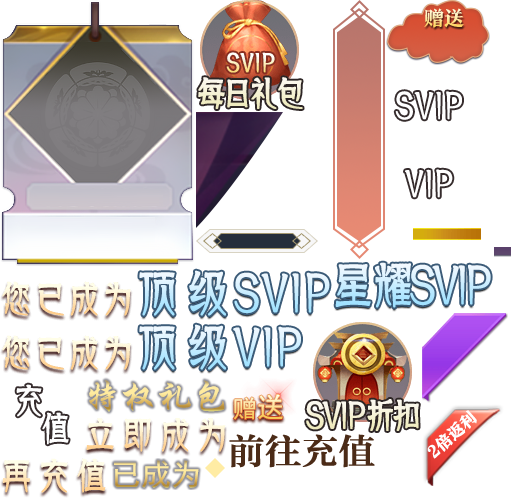 赠送
SVIP
每日礼包
SVIP
VIP
您已成为顶级SVIP
星耀SVIP
您已成为顶级VIP
SVIP折扣
充值
特权礼包
赠送
立即成为
前往充值
2倍返利
再充值
已成为